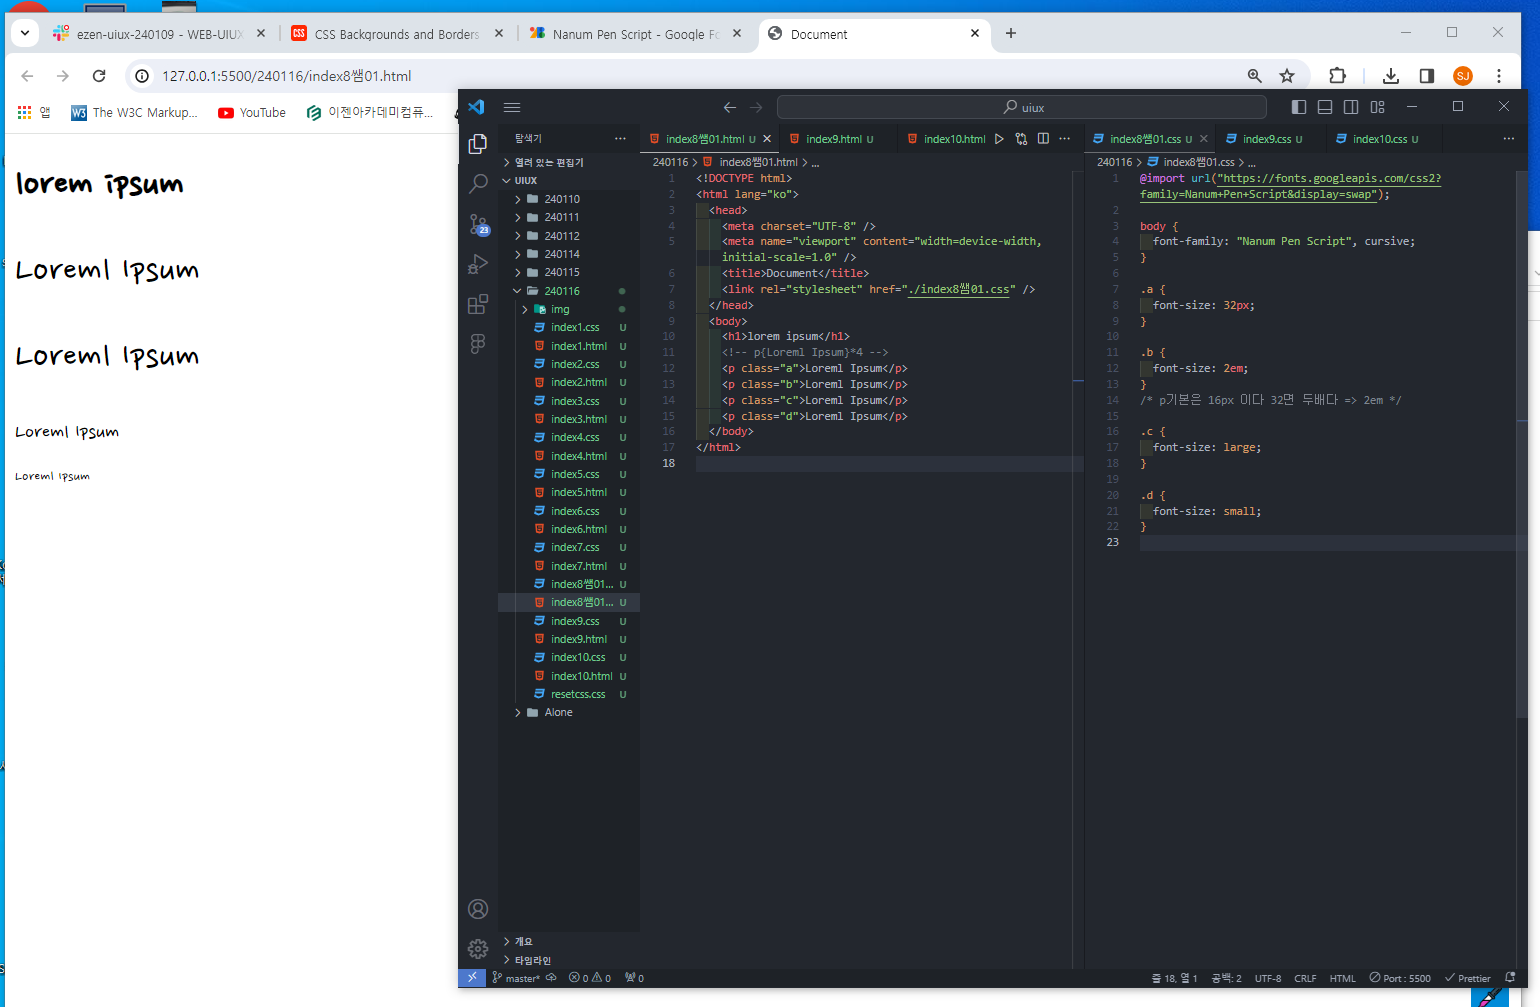 ezen-uiux-240109 - WEB-UIUX
CSS Backgrounds and Borders
Nanum Pen Script - Google Fo
Document
127.0.0.1:5500/240116/index8쌤01.html
SJ
앱
The W3C Markup...
YouTube
이젠아카데미컴퓨...
lorem ipsum
Loreml Ipsum
Loreml Ipsum
Loreml Ipsum
Loreml Ipsum
uiux
탐색기
열려 있는 편집기
UIUX
240110
240111
240112
240114
240115
240116
img
index1.css U
index1.html U
index2.css U
index2.html U
index3.css U
index3.html U
index4.css U
index4.html U
index5.css U
index5.html U
index6.css U
index6.html U
index7.css U
index7.html U
index8쌤01... U
index8쌤01... U
index9.css U
index9.html U
index10.css U
index10.html U
resetcss.css U
Alone
개요
타임라인
23
index8쌤01.html U
index9.html U
index10.html
240116 > index8쌤01.html > ...
1 <!DOCTYPE html>
2 <html lang="ko">
3 <head>
4 <meta charset="UTF-8" />
5 <meta name="viewport" content="width=device-width,
initial-scale=1.0" />
6 <title>Document</title>
7 <link rel="stylesheet" href="./index8쌤01.css" />
8 </head>
9 <body>
10 <h1>lorem ipsum</h1>
11 <!-- p{Loreml Ipsum}*4 -->
12 <p class="a">Loreml Ipsum</p>
13 <p class="b">Loreml Ipsum</p>
14 <p class="c">Loreml Ipsum</p>
15 <p class="d">Loreml Ipsum</p>
16 </body>
17 </html>
18
index8쌤01.css U
index9.css U
index10.css U
240116 > index8쌤01.css > ...
1 @import url("https://fonts.googleapis.com/css2?
family=Nanum+Pen+Script&display=swap");
2
3 body {
4 font-family: "Nanum Pen Script", cursive;
5 }
6
7 .a {
8 font-size: 32px;
9 }
10
11 .b {
12 font-size: 2em;
13 }
14 /* p기본은 16px 이다 32면 두배다 => 2em */
15
16 .c {
17 font-size: large;
18 }
19
20 .d {
21 font-size: small;
22 }
23
master*
0 0
0
줄 18, 열 1
공백: 2
UTF-8
CRLF
HTML
Port : 5500
Prettier